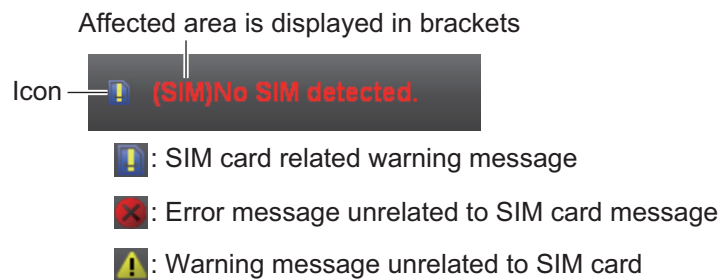 Affected area is displayed in brackets
Icon
(SIM)No SIM detected.
: SIM card related warning message
: Error message unrelated to SIM card message
: Warning message unrelated to SIM card